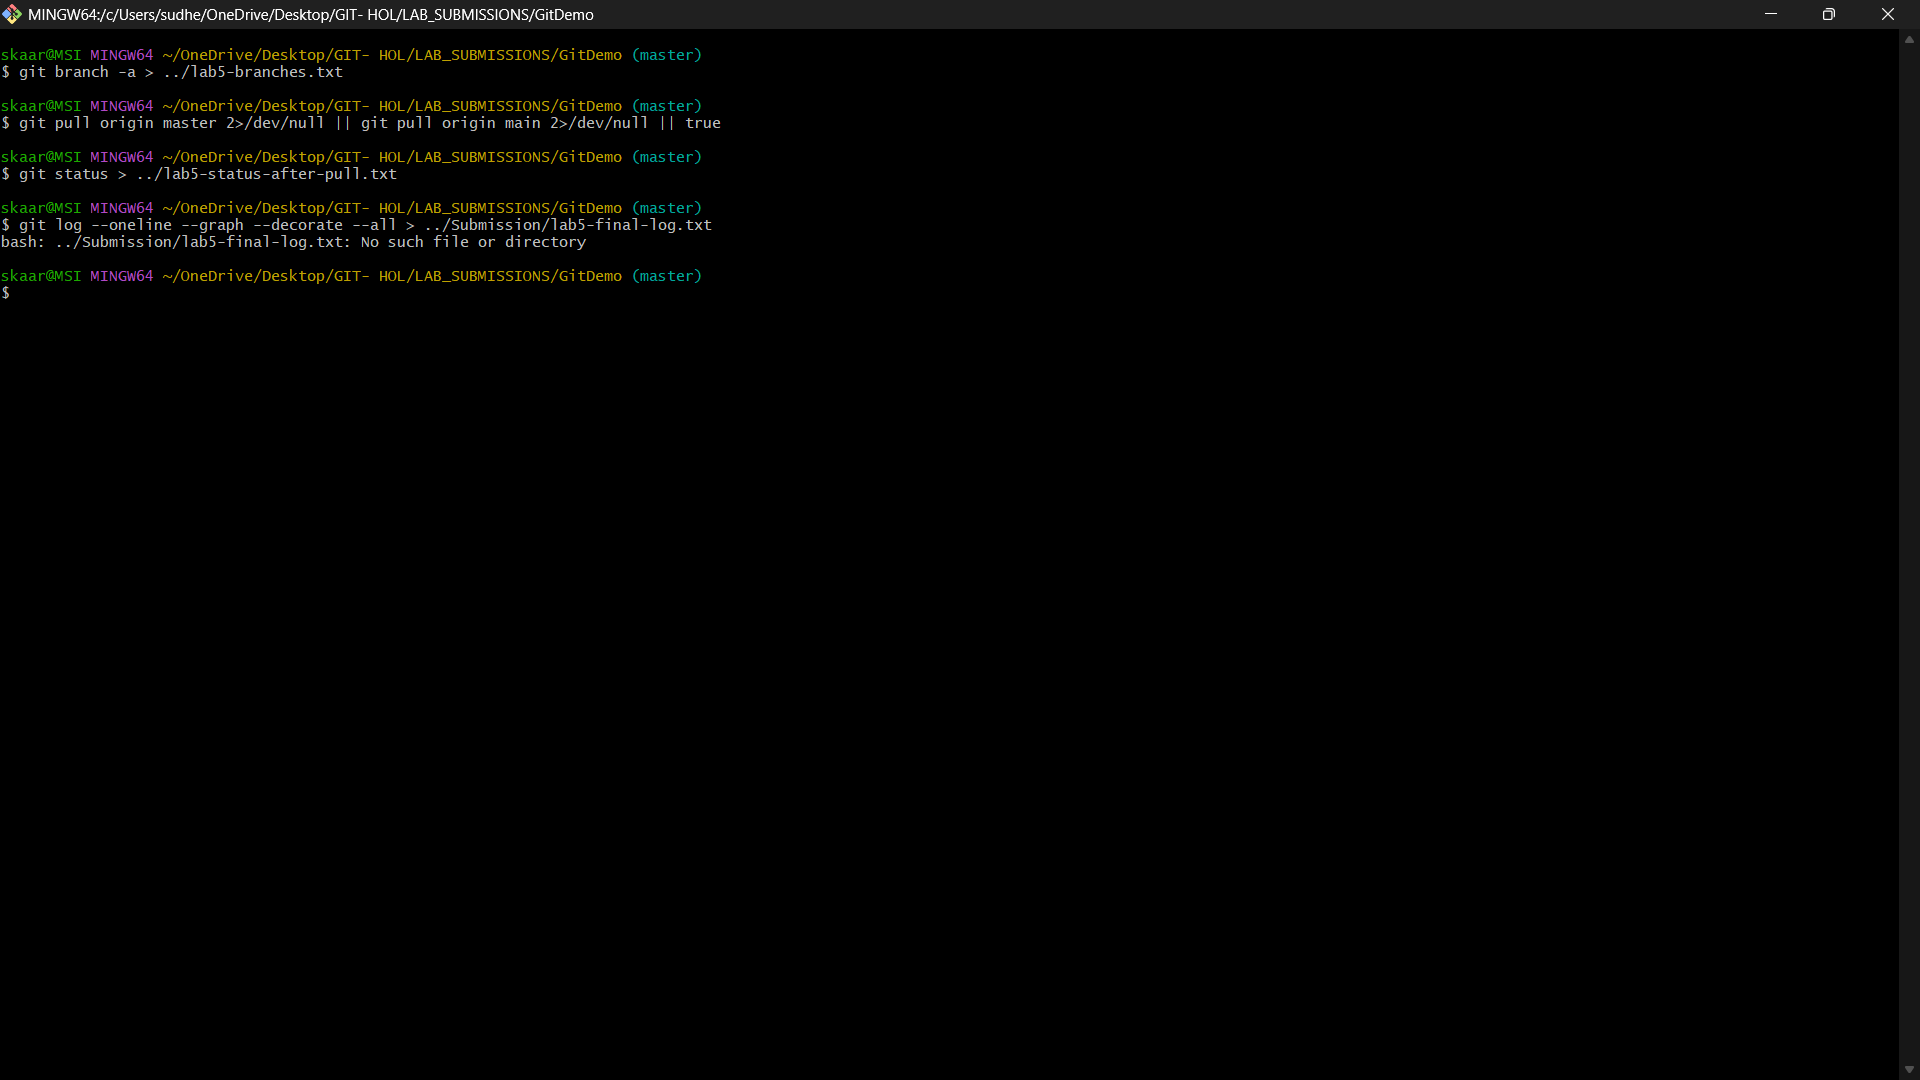 MINGW64:/c/Users/sudhe/OneDrive/Desktop/GIT- HOL/LAB_SUBMISSIONS/GitDemo
skaar@MSI MINGW64 ~/OneDrive/Desktop/GIT- HOL/LAB_SUBMISSIONS/GitDemo (master)
$ git branch -a > ../lab5-branches.txt
skaar@MSI MINGW64 ~/OneDrive/Desktop/GIT- HOL/LAB_SUBMISSIONS/GitDemo (master)
$ git pull origin master 2>/dev/null || git pull origin main 2>/dev/null || true
skaar@MSI MINGW64 ~/OneDrive/Desktop/GIT- HOL/LAB_SUBMISSIONS/GitDemo (master)
$ git status > ../lab5-status-after-pull.txt
skaar@MSI MINGW64 ~/OneDrive/Desktop/GIT- HOL/LAB_SUBMISSIONS/GitDemo (master)
$ git log --oneline --graph --decorate --all > ../Submission/lab5-final-log.txt
bash: ../Submission/lab5-final-log.txt: No such file or directory
skaar@MSI MINGW64 ~/OneDrive/Desktop/GIT- HOL/LAB_SUBMISSIONS/GitDemo (master)
$